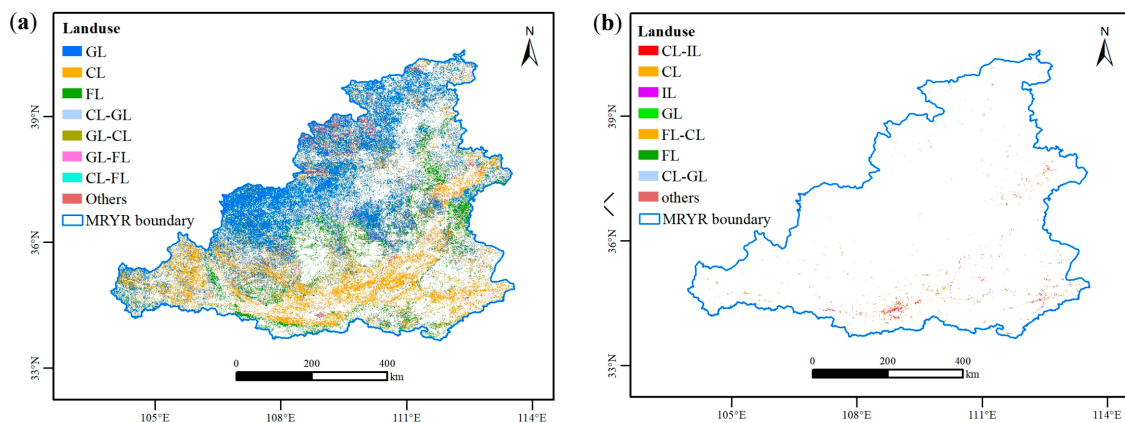 (a)
Landuse
GL
CL
FL
CL-GL
GL-CL
GL-FL
CL-FL
Others
MRYR boundary
N
39°N
36°N
33°N
0 200 400
km
105°E 108°E 111°E 114°E
(b)
Landuse
CL-IL
CL
IL
GL
FL-CL
FL
CL-GL
others
MRYR boundary
N
39°N
36°N
33°N
0 200 400
km
105°E 108°E 111°E 114°E